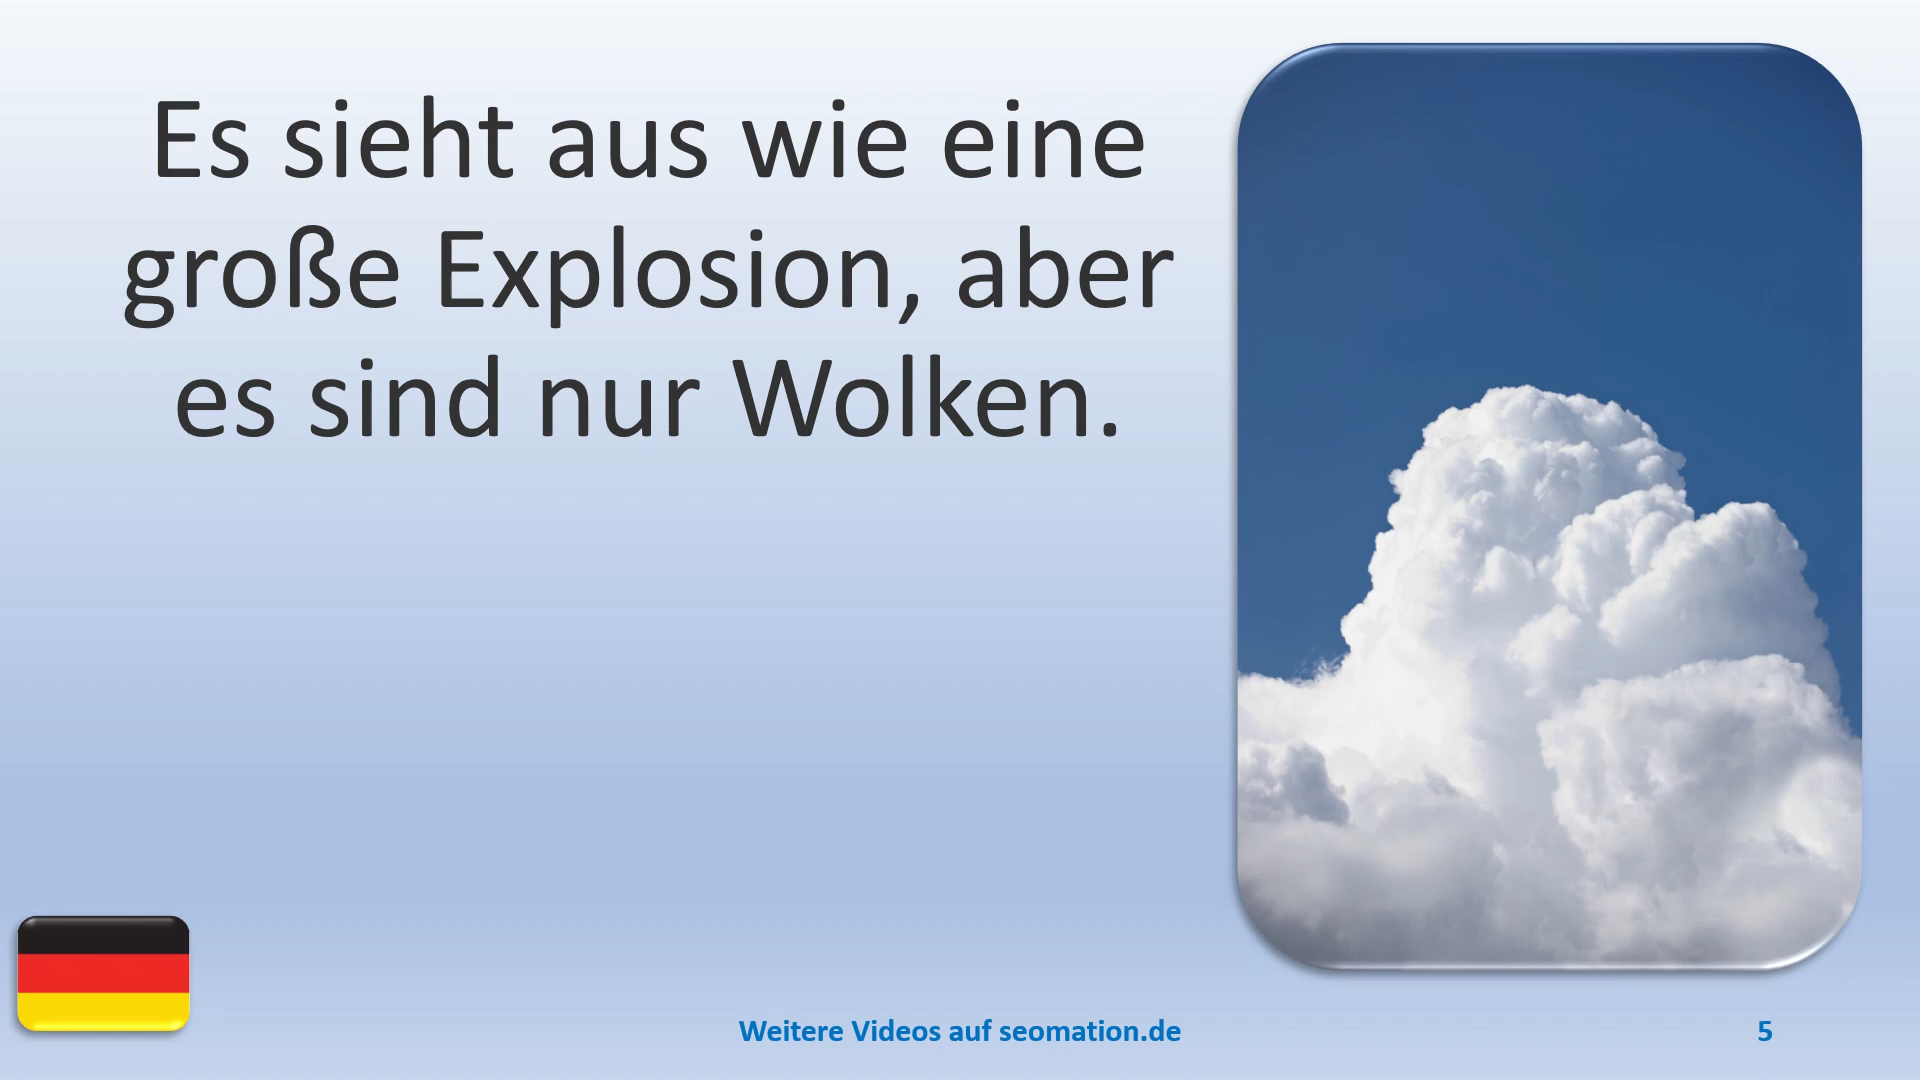 Es sieht aus wie eine
große Explosion, aber
es sind nur Wolken.
Weitere Videos auf seomation.de
5